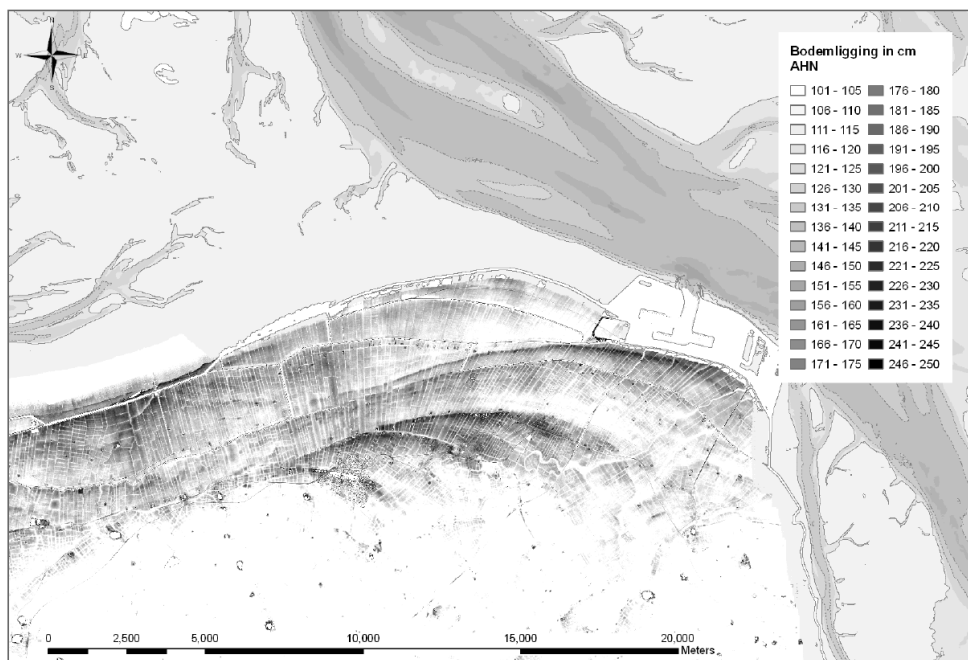 N
W
S
Bodemligging in cm
AHN
101 - 105 176 - 180
106 - 110 181 - 185
111 - 115 186 - 190
116 - 120 191 - 195
121 - 125 196 - 200
126 - 130 201 - 205
131 - 135 206 - 210
136 - 140 211 - 215
141 - 145 216 - 220
146 - 150 221 - 225
151 - 155 226 - 230
156 - 160 231 - 235
161 - 165 236 - 240
166 - 170 241 - 245
171 - 175 246 - 250
0 2,500 5,000 10,000 15,000 20,000
Meters